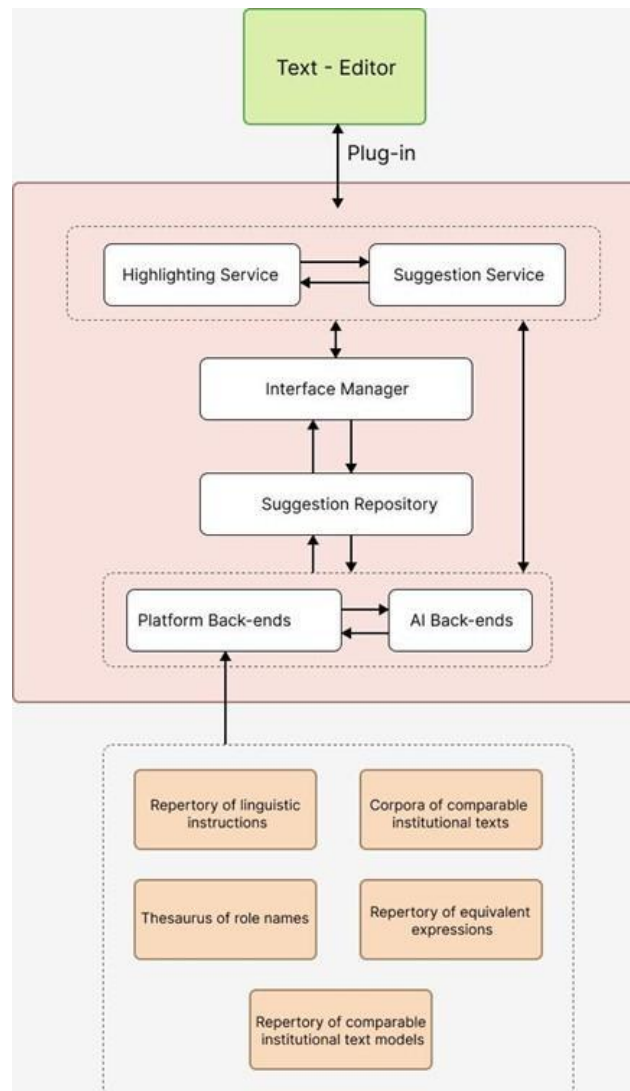 Text - Editor
Plug-in
Highlighting Service
Suggestion Service
Interface Manager
Suggestion Repository
Platform Back-ends
AI Back-ends
Repertory of linguistic
instructions
Corpora of comparable
institutional texts
Thesaurus of role names
Repertory of equivalent
expressions
Repertory of comparable
institutional text models